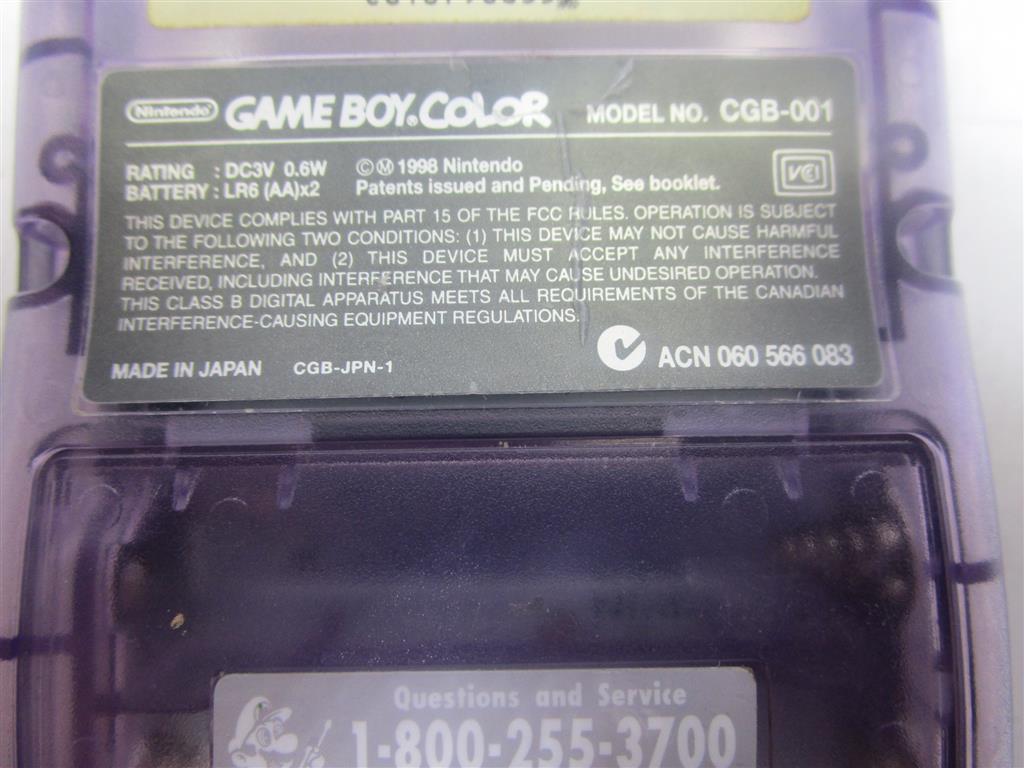 Nintendo GAME BOY COLOR MODEL NO. CGB-001
RATING : DC3V 0.6W ©Ⓜ 1998 Nintendo
BATTERY : LR6 (AA)x2 Patents issued and Pending, See booklet.
VCI
THIS DEVICE COMPLIES WITH PART 15 OF THE FCC RULES. OPERATION IS SUBJECT
TO THE FOLLOWING TWO CONDITIONS: (1) THIS DEVICE MAY NOT CAUSE HARMFUL
INTERFERENCE, AND (2) THIS DEVICE MUST ACCEPT ANY INTERFERENCE
RECEIVED, INCLUDING INTERFERENCE THAT MAY CAUSE UNDESIRED OPERATION.
THIS CLASS B DIGITAL APPARATUS MEETS ALL REQUIREMENTS OF THE CANADIAN
INTERFERENCE-CAUSING EQUIPMENT REGULATIONS.
MADE IN JAPAN CGB-JPN-1 ACN 060 566 083
Questions and Service
1-800-255-3700